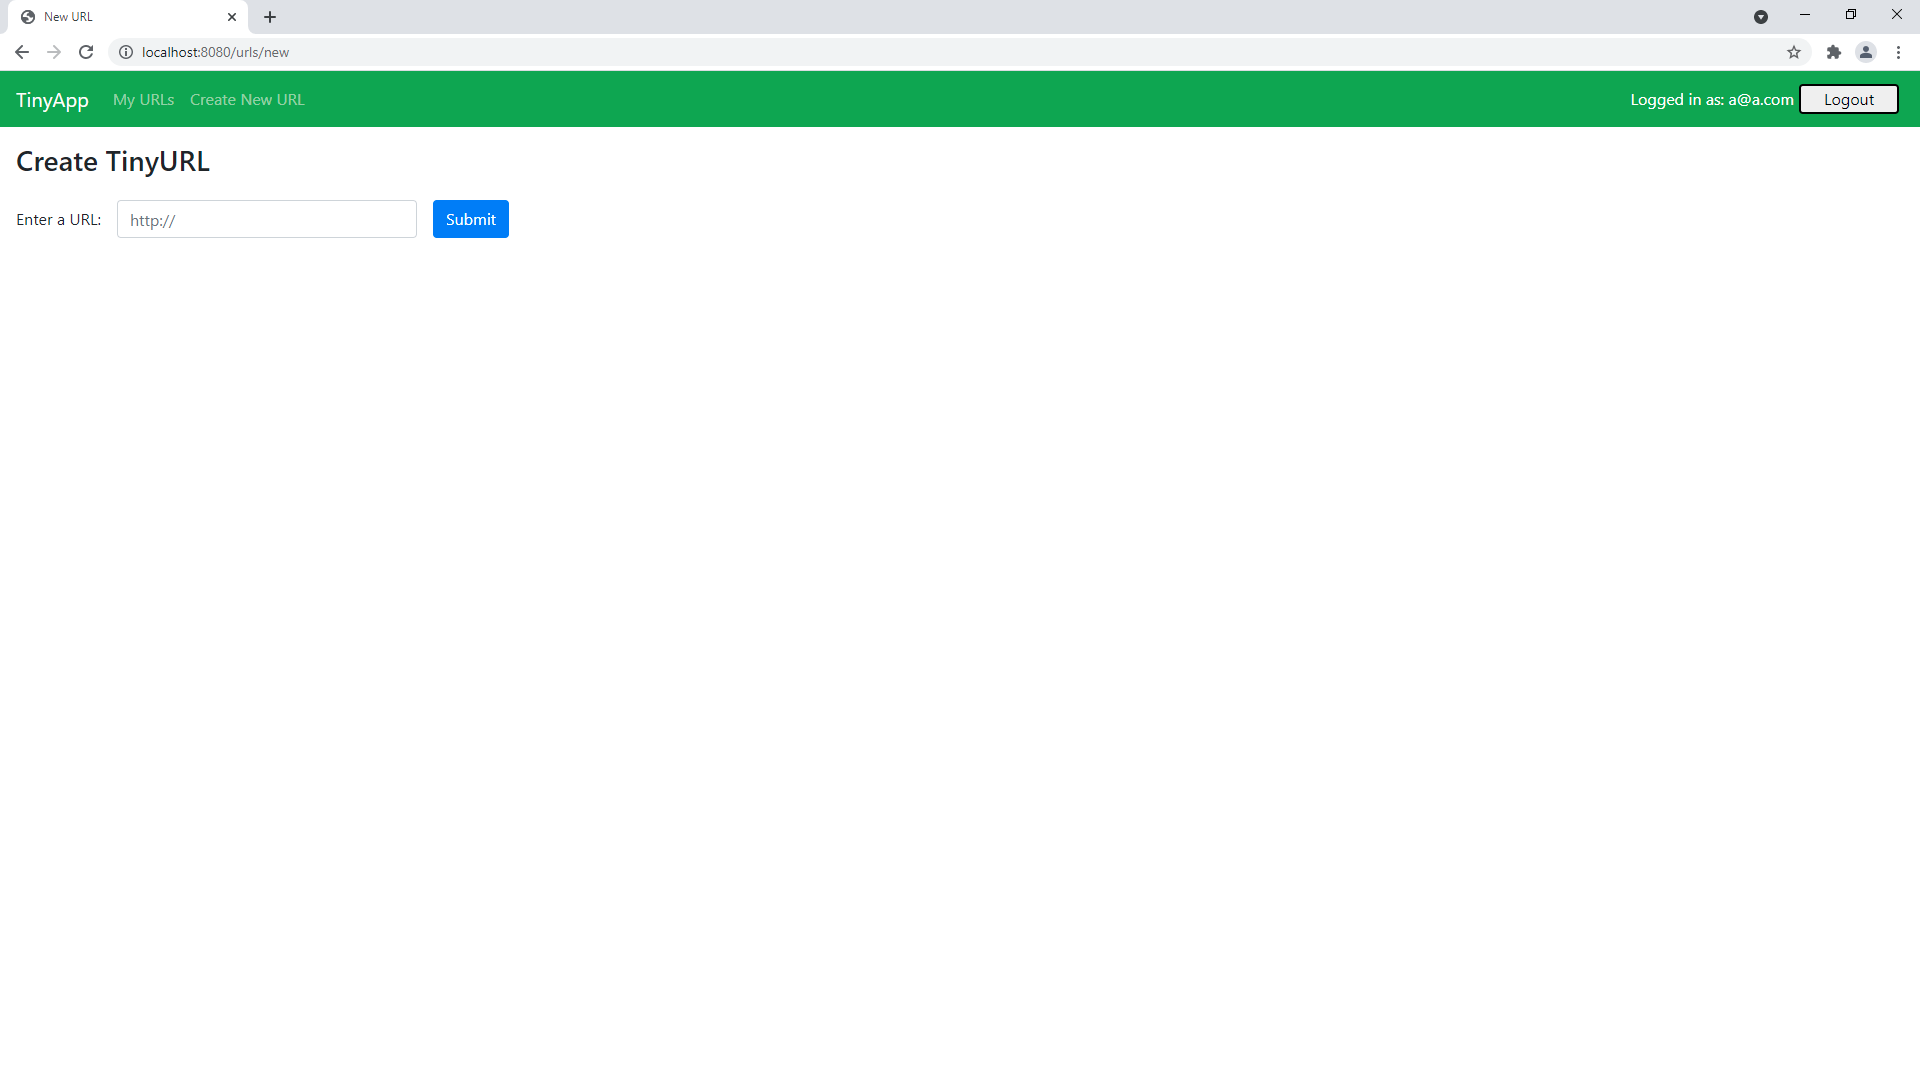 New URL
localhost:8080/urls/new
TinyApp My URLs Create New URL Logged in as: a@a.com Logout
Create TinyURL
Enter a URL: http:// Submit